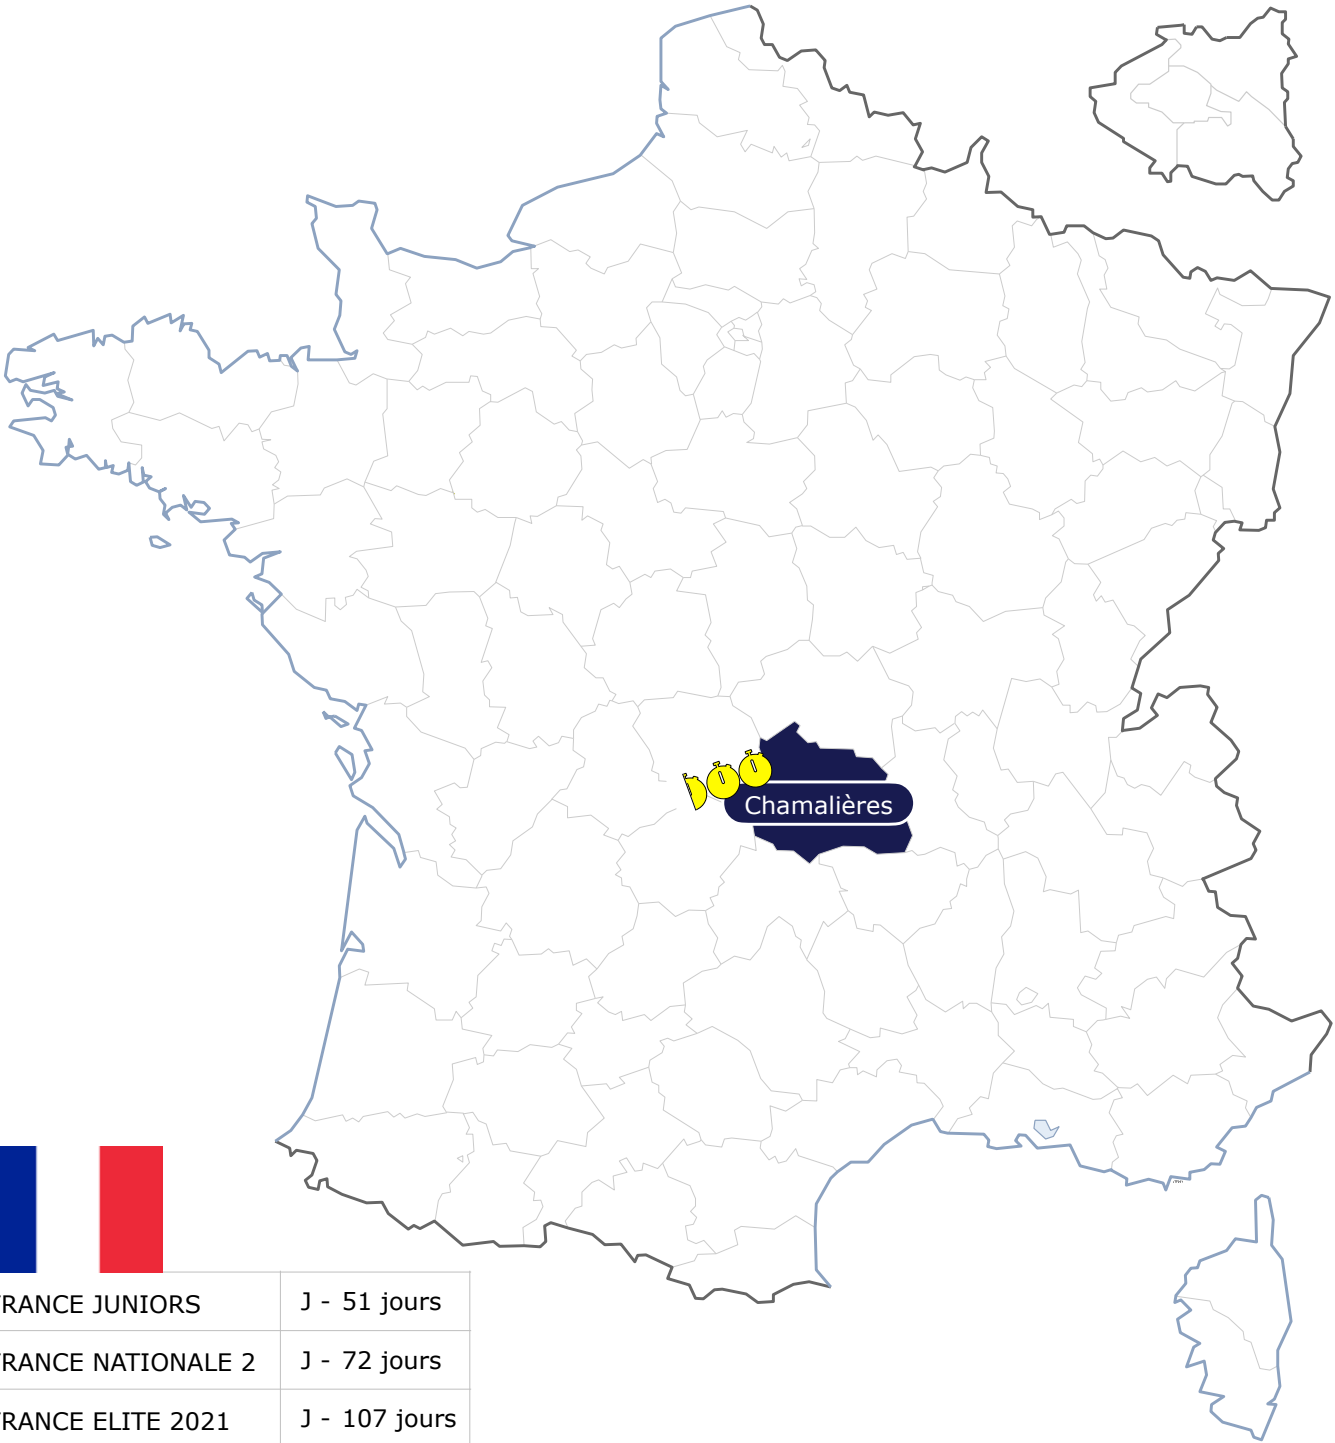 Chamalières
RANCE JUNIORS
J - 51 jours
RANCE NATIONALE 2
J - 72 jours
RANCE ELITE 2021
J - 107 jours